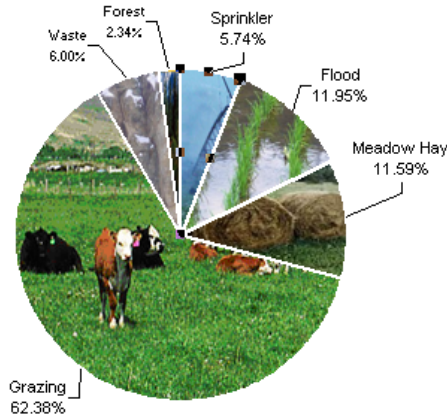 Forest
2.34%
Sprinkler
5.74%
Waste
6.00%
Flood
11.95%
Meadow Hay
11.59%
Grazing
62.38%